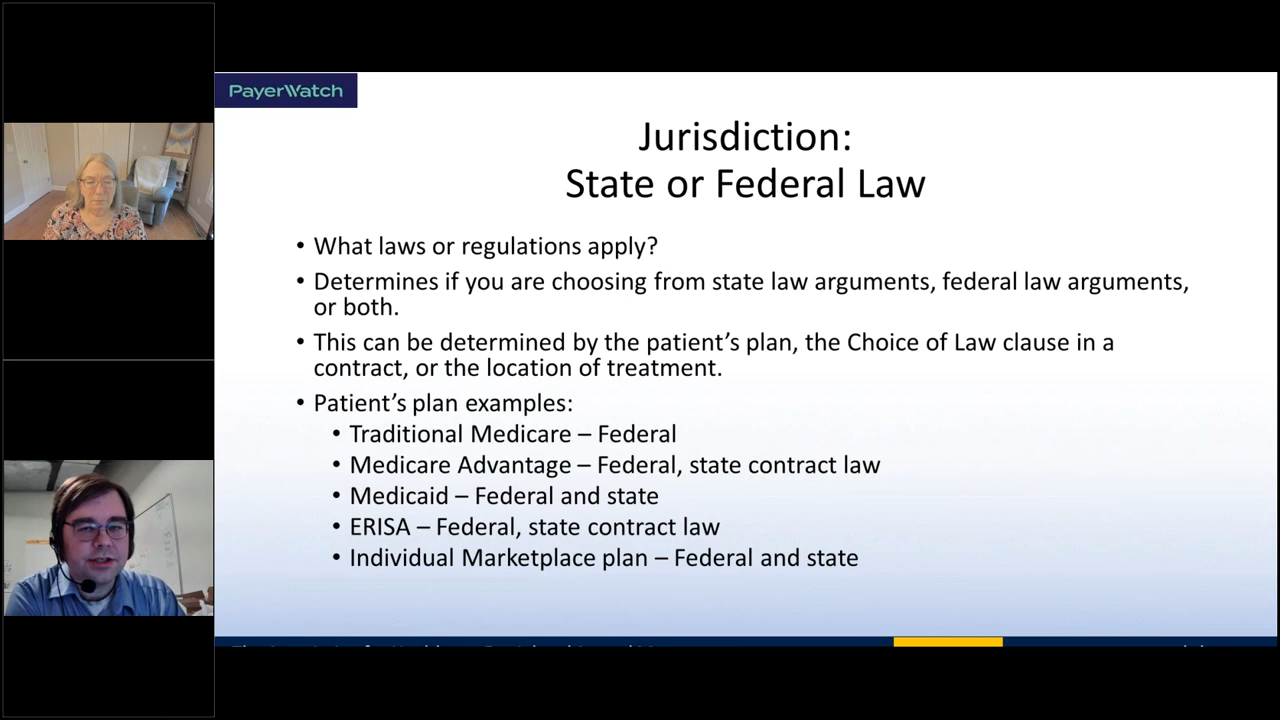 PayerWatch
Jurisdiction:
State or Federal Law
• What laws or regulations apply?
• Determines if you are choosing from state law arguments, federal law arguments,
or both.
• This can be determined by the patient’s plan, the Choice of Law clause in a
contract, or the location of treatment.
• Patient’s plan examples:
• Traditional Medicare – Federal
• Medicare Advantage – Federal, state contract law
• Medicaid – Federal and state
• ERISA – Federal, state contract law
• Individual Marketplace plan – Federal and state